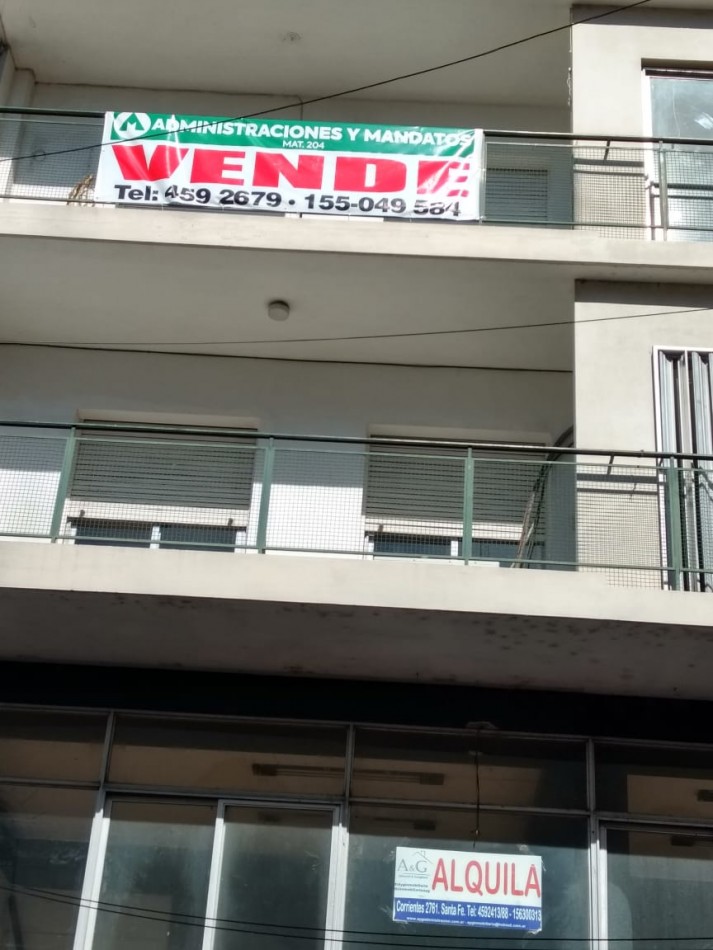 ADMINISTRACIONES Y MANDATOS
MAT. 204
VENDE
Tel: 459 2679 • 155-049 584
A&G
ALQUILA
Corrientes 2761. Santa Fe. Tel: 4592413/88 - 156300313